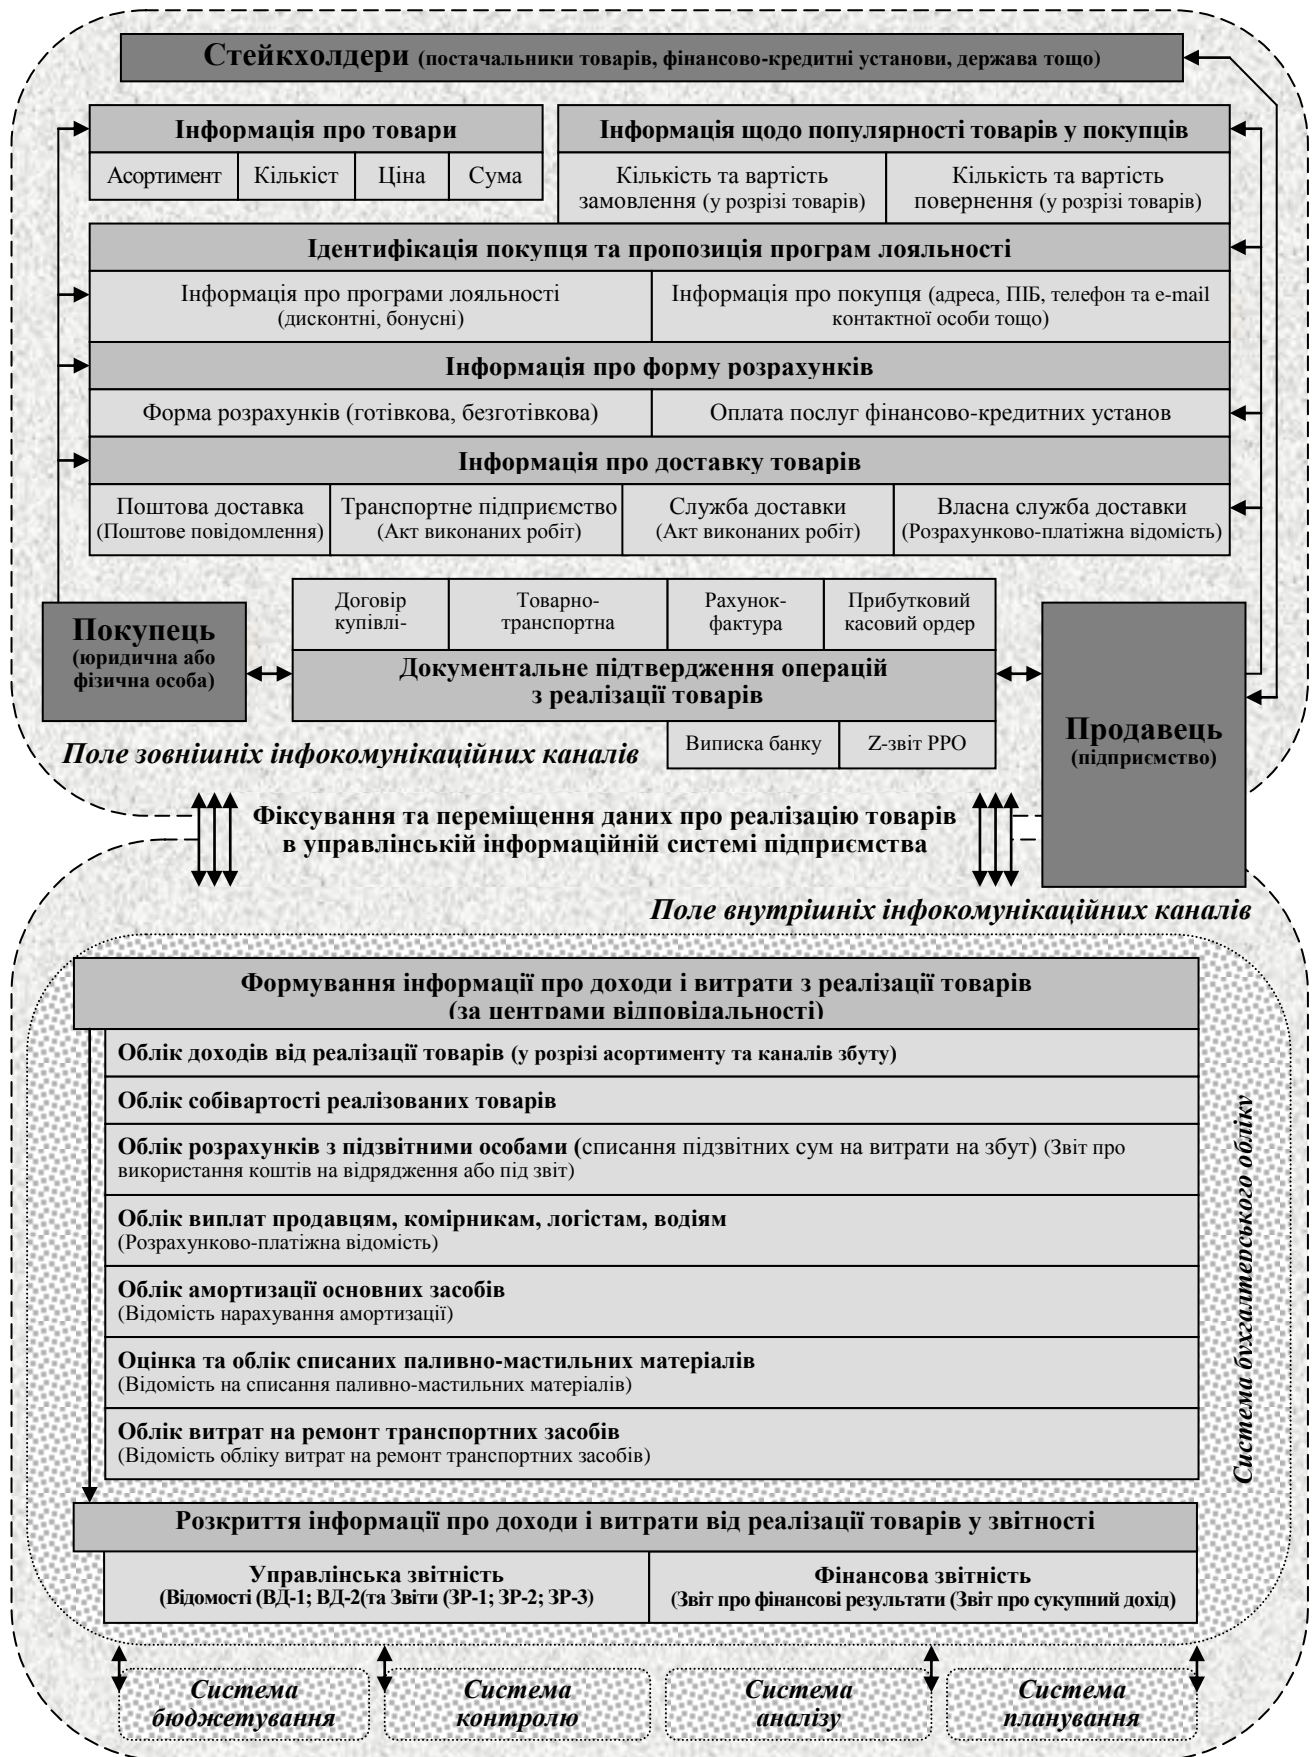 Стейкхолдери (постачальники товарів, фінансово-кредитні установи, держава тощо)
Інформація про товари
Асортимент
Кількіст
Ціна
Сума
Інформація щодо популярності товарів у покупців
Кількість та вартість
замовлення (у розрізі товарів)
Кількість та вартість
повернення (у розрізі товарів)
Ідентифікація покупця та пропозиція програм лояльності
Інформація про програми лояльності
(дисконтні, бонусні)
Інформація про покупця (адреса, ПІБ, телефон та e-mail
контактної особи тощо)
Інформація про форму розрахунків
Форма розрахунків (готівкова, безготівкова)
Оплата послуг фінансово-кредитних установ
Інформація про доставку товарів
Поштова доставка
(Поштове повідомлення)
Транспортне підприємство
(Акт виконаних робіт)
Служба доставки
(Акт виконаних робіт)
Власна служба доставки
(Розрахунково-платіжна відомість)
Покупець
(юридична або
фізична особа)
Договір
купівлі-
Товарно-
транспортна
Рахунок-
фактура
Прибутковий
касовий ордер
Документальне підтвердження операцій
з реалізації товарів
Виписка банку
Z-звіт РРО
Продавець
(підприємство)
Поле зовнішніх інфокомунікаційних каналів
Фіксування та переміщення даних про реалізацію товарів
в управлінській інформаційній системі підприємства
Поле внутрішніх інфокомунікаційних каналів
Формування інформації про доходи і витрати з реалізації товарів
(за центрами відповідальності)
Облік доходів від реалізації товарів (у розрізі асортименту та каналів збуту)
Облік собівартості реалізованих товарів
Облік розрахунків з підзвітними особами (списання підзвітних сум на витрати на збут) (Звіт про
використання коштів на відрядження або під звіт)
Облік виплат продавцям, комірникам, логістам, водіям
(Розрахунково-платіжна відомість)
Облік амортизації основних засобів
(Відомість нарахування амортизації)
Оцінка та облік списаних паливно-мастильних матеріалів
(Відомість на списання паливно-мастильних матеріалів)
Облік витрат на ремонт транспортних засобів
(Відомість обліку витрат на ремонт транспортних засобів)
Система бухгалтерського обліку
Розкриття інформації про доходи і витрати від реалізації товарів у звітності
Управлінська звітність
(Відомості (ВД-1; ВД-2(та Звіти (ЗР-1; ЗР-2; ЗР-3)
Фінансова звітність
(Звіт про фінансові результати (Звіт про сукупний дохід)
Система
бюджетування
Система
контролю
Система
аналізу
Система
планування